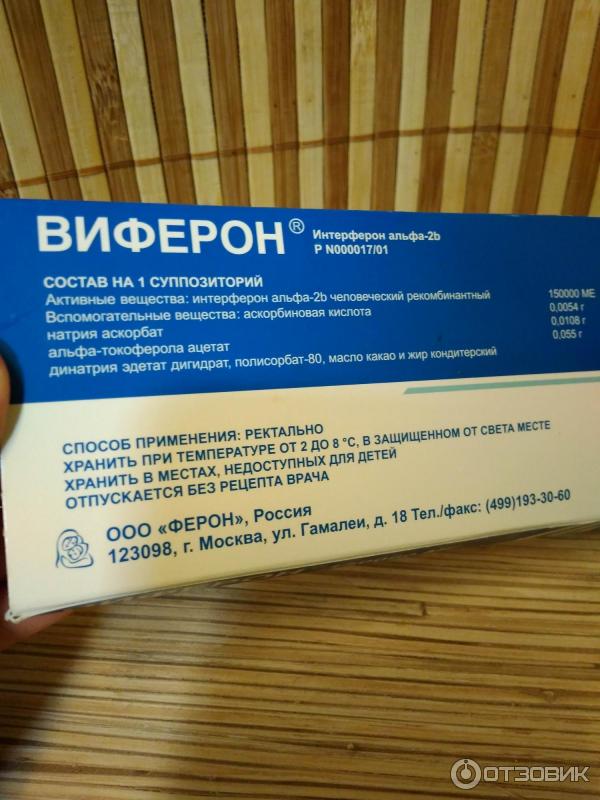 ВИФЕРОН® Интерферон альфа-2b
Р N000017/01
СОСТАВ НА 1 СУППОЗИТОРИЙ
Активные вещества: интерферон альфа-2b человеческий рекомбинантный 150000 МЕ
Вспомогательные вещества: аскорбиновая кислота 0,0054 г
натрия аскорбат 0,0108 г
альфа-токоферола ацетат 0,055 г
динатрия эдетат дигидрат, полисорбат-80, масло какао и жир кондитерский
СПОСОБ ПРИМЕНЕНИЯ: РЕКТАЛЬНО
ХРАНИТЬ ПРИ ТЕМПЕРАТУРЕ ОТ 2 ДО 8 °С, В ЗАЩИЩЕННОМ ОТ СВЕТА МЕСТЕ
ХРАНИТЬ В МЕСТАХ, НЕДОСТУПНЫХ ДЛЯ ДЕТЕЙ
ОТПУСКАЕТСЯ БЕЗ РЕЦЕПТА ВРАЧА
ООО «ФЕРОН», Россия
123098, г. Москва, ул. Гамалеи, д. 18 Тел./факс: (499)193-30-60
ОТЗОВИК